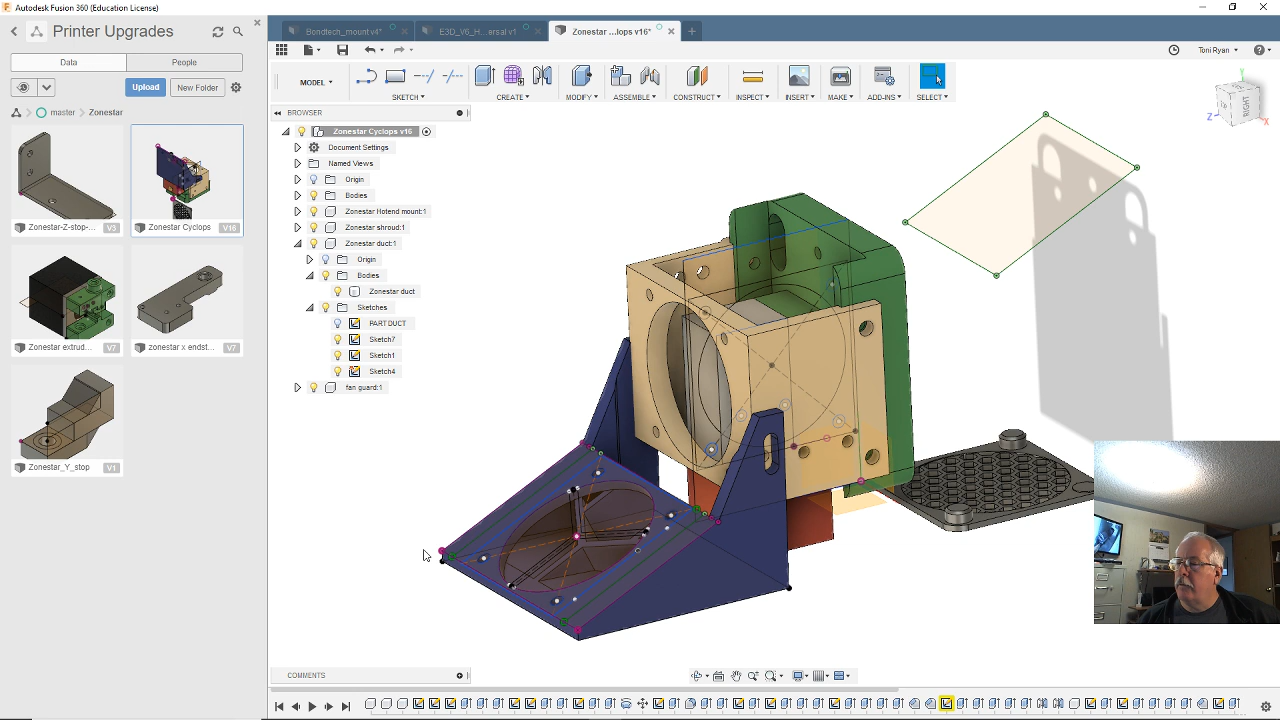 Autodesk Fusion 360 (Education License)
Printer Upgrades
Data
People
Upload
New Folder
master
Zonestar
Zonestar-Z-stop-...
V3
Zonestar Cyclops
V16
Zonestar extrud...
V7
zonestar x endst...
V7
Zonestar_Y_stop
V1
Bondtech_mount v4*
E3D_V6_H...ersal v1
Zonestar ...lops v16*
Toni Ryan
MODEL
SKETCH
CREATE
MODIFY
ASSEMBLE
CONSTRUCT
INSPECT
INSERT
MAKE
ADD-INS
SELECT
BROWSER
Zonestar Cyclops v16
Document Settings
Named Views
Origin
Bodies
Zonestar Hotend mount:1
Zonestar shroud:1
Zonestar duct:1
Origin
Bodies
Zonestar duct
Sketches
PART DUCT
Sketch7
Sketch1
Sketch4
fan guard:1
Y
Z
X
COMMENTS